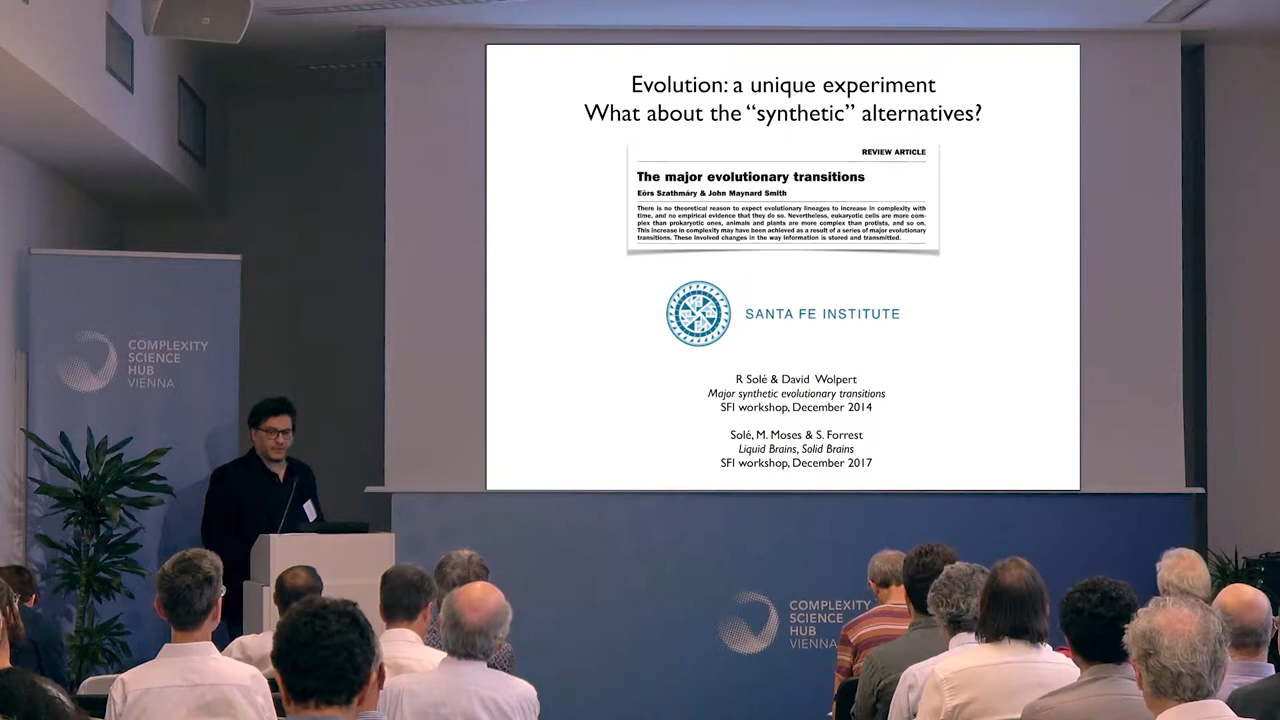 Evolution: a unique experiment
What about the “synthetic” alternatives?
REVIEW ARTICLE
The major evolutionary transitions
Eörs Szathmáry & John Maynard Smith
There is no theoretical reason to expect evolutionary lineages to increase in complexity with
time, and no empirical evidence that they do so. Nevertheless, eukaryotic cells are more com-
plex than prokaryotic ones, animals and plants are more complex than protists, and so on.
This increase in complexity may have been achieved as a result of a series of major evolutionary
transitions. These involved changes in the way information is stored and transmitted.
SANTA FE INSTITUTE
R Solé & David Wolpert
Major synthetic evolutionary transitions
SFI workshop, December 2014
Solé, M. Moses & S. Forrest
Liquid Brains, Solid Brains
SFI workshop, December 2017
COMPLEXITY
SCIENCE
HUB
VIENNA
COMPLEXITY
SCIENCE
HUB
VIENNA